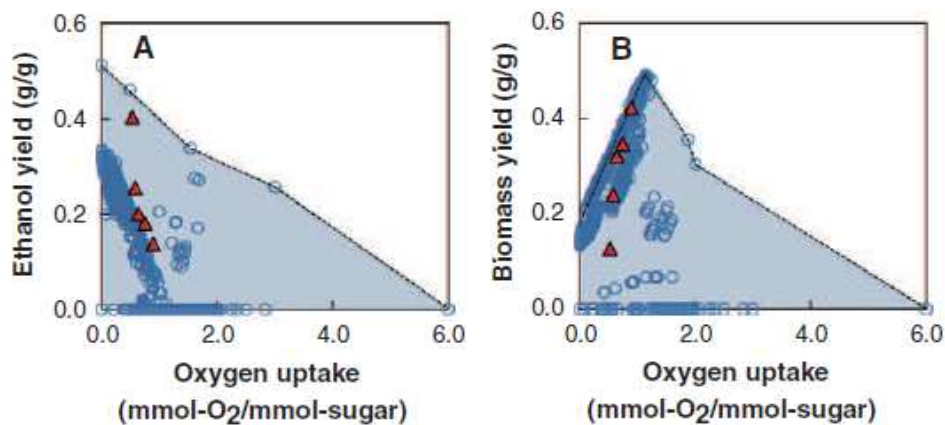 A
Ethanol yield (g/g)
0.6
0.4
0.2
0.0
0.0 2.0 4.0 6.0
Oxygen uptake
(mmol-O2/mmol-sugar)
B
Biomass yield (g/g)
0.6
0.4
0.2
0.0
0.0 2.0 4.0 6.0
Oxygen uptake
(mmol-O2/mmol-sugar)